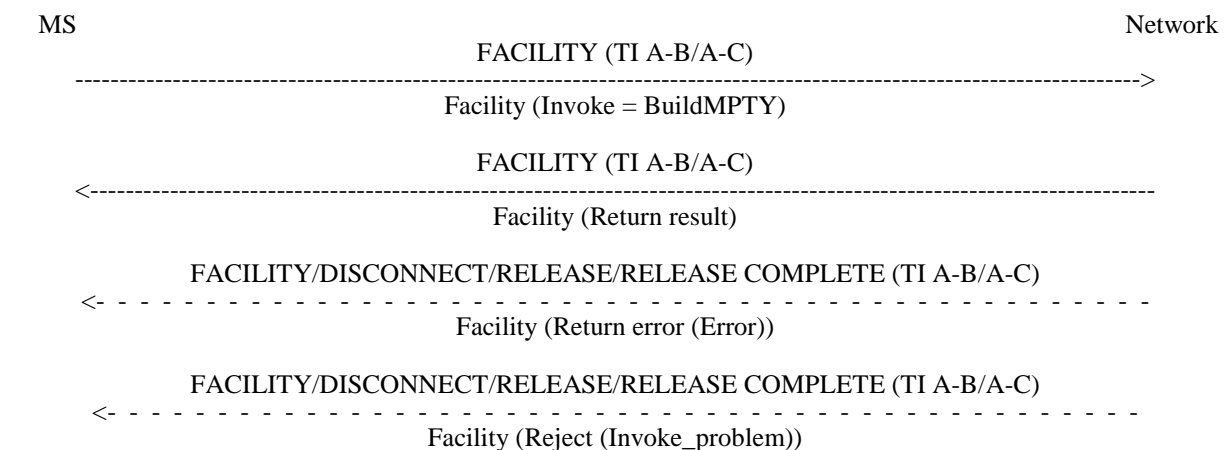 MS Network
FACILITY (TI A-B/A-C)
Facility (Invoke = BuildMPTY)
FACILITY (TI A-B/A-C)
Facility (Return result)
FACILITY/DISCONNECT/RELEASE/RELEASE COMPLETE (TI A-B/A-C)
Facility (Return error (Error))
FACILITY/DISCONNECT/RELEASE/RELEASE COMPLETE (TI A-B/A-C)
Facility (Reject (Invoke_problem))